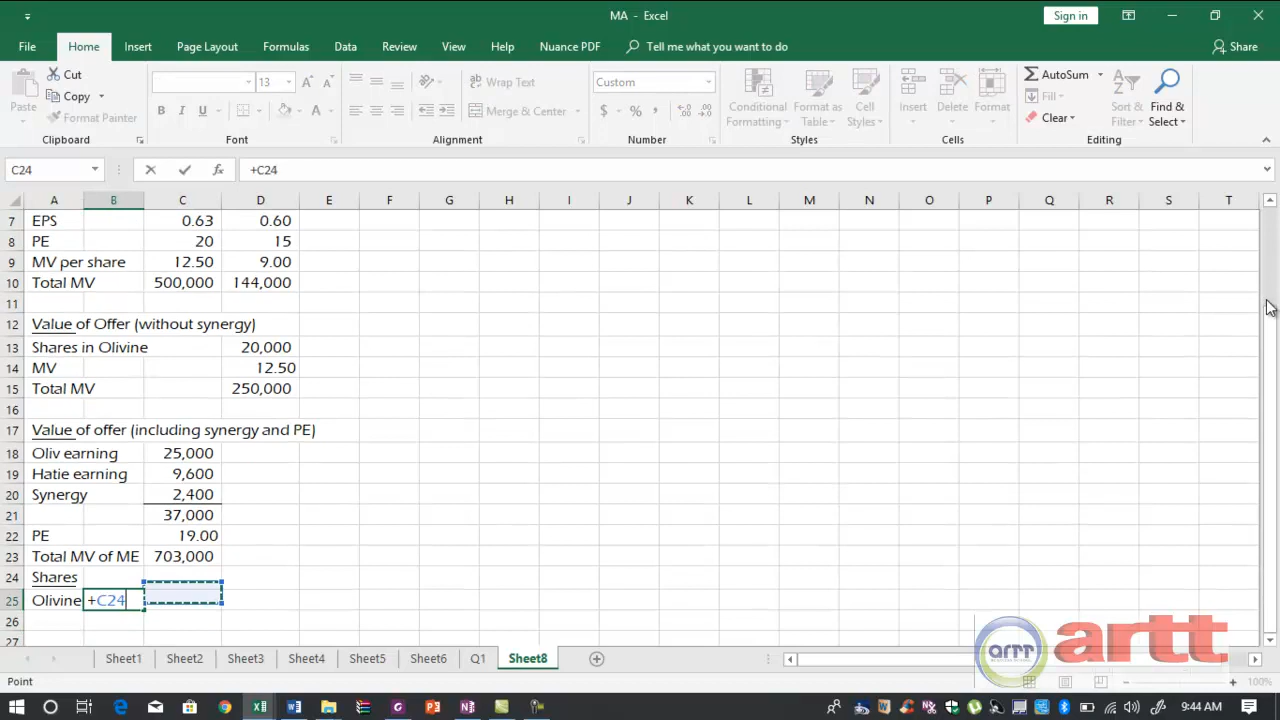 MA - Excel
Sign in
File Home Insert Page Layout Formulas Data Review View Help Nuance PDF Tell me what you want to do Share
Paste Cut Copy Format Painter
13 A A B I U A
Wrap Text Merge & Center
Custom $ % ,
Conditional Formatting Format as Table Cell Styles
Insert Delete Format
AutoSum Fill Clear Sort & Filter Find & Select
Clipboard Font Alignment Number Styles Cells Editing
C24 fx +C24
A B C D E F G H I J K L M N O P Q R S T
7 EPS 0.63 0.60
8 PE 20 15
9 MV per share 12.50 9.00
10 Total MV 500,000 144,000
11
12 Value of Offer (without synergy)
13 Shares in Olivine 20,000
14 MV 12.50
15 Total MV 250,000
16
17 Value of offer (including synergy and PE)
18 Oliv earning 25,000
19 Hatie earning 9,600
20 Synergy 2,400
21 37,000
22 PE 19.00
23 Total MV of ME 703,000
24 Shares
25 Olivine +C24
26
27
artt artt
Sheet1 Sheet2 Sheet3 Sheet4 Sheet5 Sheet6 Q1 Sheet8
Point 100%
9:44 AM